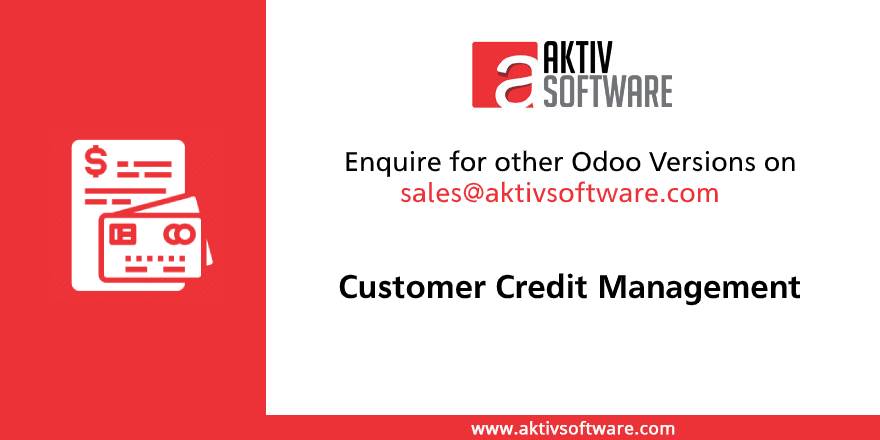 AKTIV
SOFTWARE
Enquire for other Odoo Versions on
sales@aktivsoftware.com
$
Customer Credit Management
www.aktivsoftware.com